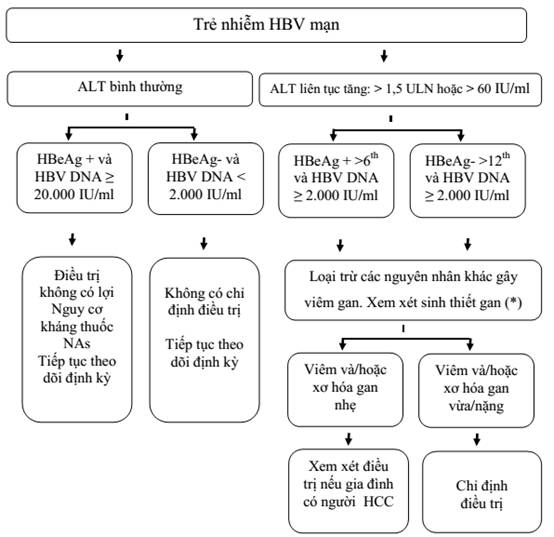 Trẻ nhiễm HBV mạn
ALT bình thường
ALT liên tục tăng: > 1,5 ULN hoặc > 60 IU/ml
HBeAg + và
HBV DNA ≥
20.000 IU/ml
HBeAg- và
HBV DNA <
2.000 IU/ml
HBeAg + >6th
và HBV DNA
≥ 2.000 IU/ml
HBeAg- >12th
và HBV DNA
≥ 2.000 IU/ml
Điều trị
không có lợi
Nguy cơ
kháng thuốc
NAs
Tiếp tục theo
dõi định kỳ
Không có chỉ
định điều trị
Tiếp tục theo
dõi định kỳ
Loại trừ các nguyên nhân khác gây
viêm gan. Xem xét sinh thiết gan (*)
Viêm và/hoặc
xơ hóa gan
nhẹ
Viêm và/hoặc
xơ hóa gan
vừa/nặng
Xem xét điều
trị nếu gia đình
có người HCC
Chỉ định
điều trị